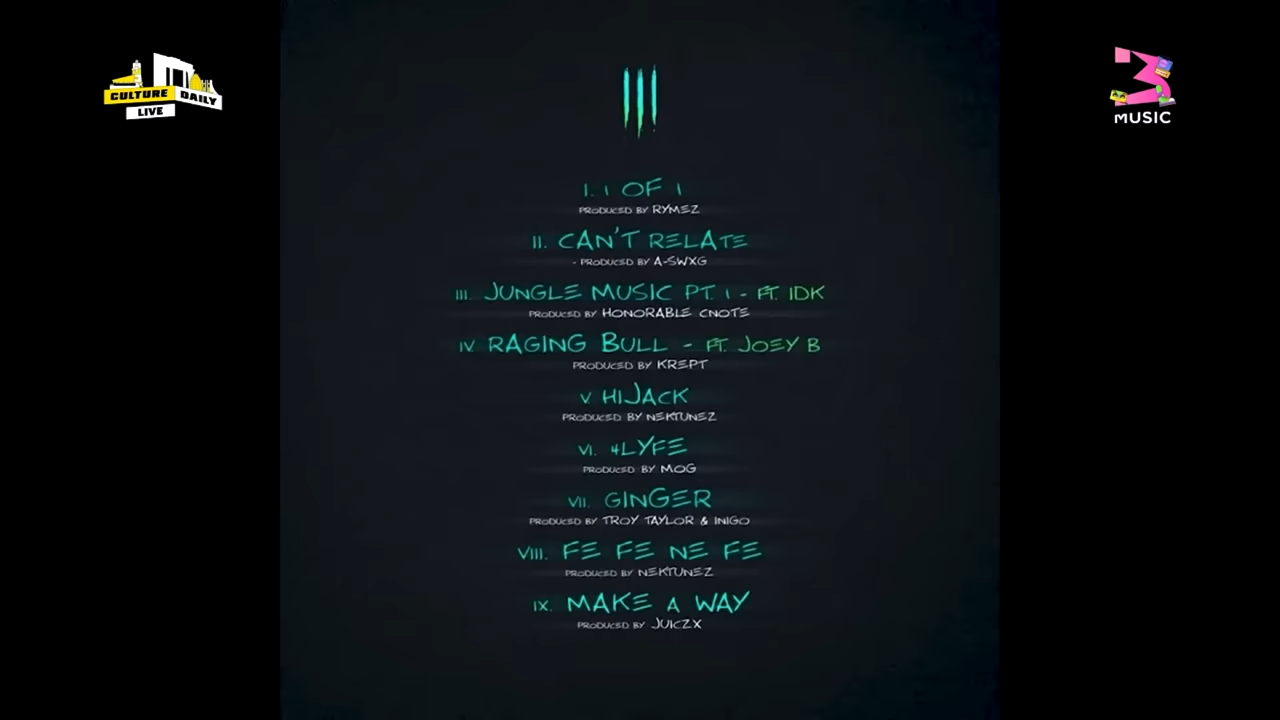 CULTURE DAILY
LIVE
3
MUSIC
III
I. 1 OF 1
PRODUCED BY RYMEZ
II. CAN'T RELATE
- PRODUCED BY A-SWXG
III. JUNGLE MUSIC PT. 1 - FT. IDK
PRODUCED BY HONORABLE CNOTE
IV. RAGING BULL - FT. JOEY B
PRODUCED BY KREPT
V. HIJACK
PRODUCED BY NEKTUNEZ
VI. 4LYFE
PRODUCED BY MOG
VII. GINGER
PRODUCED BY TROY TAYLOR & INIGO
VIII. FE FE NE FE
PRODUCED BY NEKTUNEZ
IX. MAKE A WAY
PRODUCED BY JUICZX